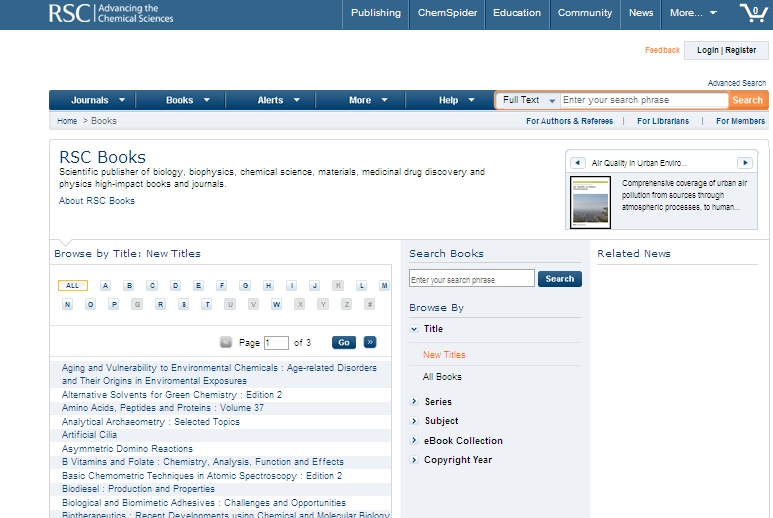 RSC | Advancing the
Chemical Sciences
Publishing ChemSpider Education Community News More... 0
Feedback Login | Register
Advanced Search
Journals Books Alerts More Help Full Text Enter your search phrase Search
Home > Books For Authors & Referees | For Librarians | For Members
RSC Books
Scientific publisher of biology, biophysics, chemical science, materials, medicinal drug discovery and
physics high-impact books and journals.
About RSC Books
Air Quality in Urban Enviro...
Comprehensive coverage of urban air
pollution from sources through
atmospheric processes, to human...
Browse by Title: New Titles
ALL A B C D E F G H I J K L M
N O P Q R S T U V W X Y Z #
« Page 1 of 3 Go »
Aging and Vulnerability to Environmental Chemicals : Age-related Disorders
and Their Origins in Enviromental Exposures
Alternative Solvents for Green Chemistry : Edition 2
Amino Acids, Peptides and Proteins : Volume 37
Analytical Archaeometry : Selected Topics
Artificial Cilia
Asymmetric Domino Reactions
B Vitamins and Folate : Chemistry, Analysis, Function and Effects
Basic Chemometric Techniques in Atomic Spectroscopy : Edition 2
Biodiesel : Production and Properties
Biological and Biomimetic Adhesives : Challenges and Opportunities
Biotherapeutics : Recent Developments using Chemical and Molecular Biology
Search Books
Enter your search phrase Search
Browse By
Title
New Titles
All Books
Series
Subject
eBook Collection
Copyright Year
Related News